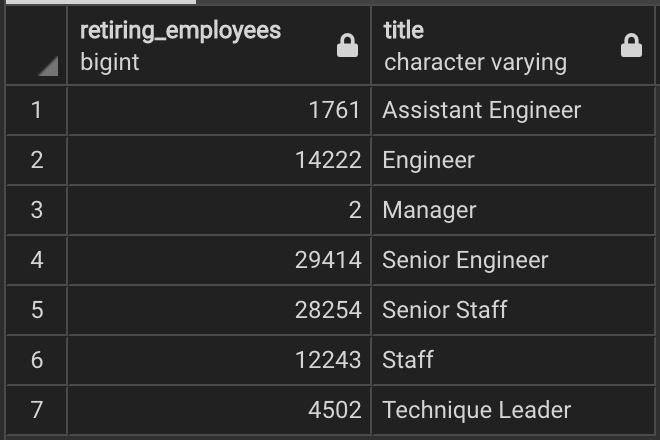 retiring_employees title
bigint character varying
1 1761 Assistant Engineer
2 14222 Engineer
3 2 Manager
4 29414 Senior Engineer
5 28254 Senior Staff
6 12243 Staff
7 4502 Technique Leader